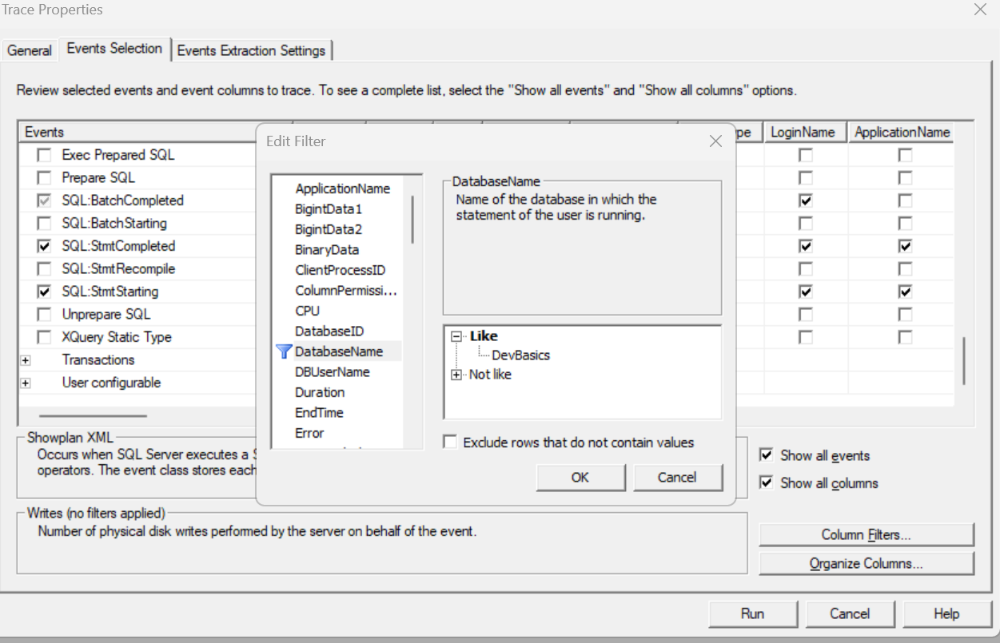 Trace Properties
General
Events Selection
Events Extraction Settings
Review selected events and event columns to trace. To see a complete list, select the "Show all events" and "Show all columns" options.
Events
LoginName
ApplicationName
Exec Prepared SQL
Prepare SQL
SQL:BatchCompleted
SQL:BatchStarting
SQL:StmtCompleted
SQL:StmtRecompile
SQL:StmtStarting
Unprepare SQL
XQuery Static Type
Transactions
User configurable
Edit Filter
ApplicationName
BigintData1
BigintData2
BinaryData
ClientProcessID
ColumnPermissi...
CPU
DatabaseID
DatabaseName
DBUserName
Duration
EndTime
Error
DatabaseName
Name of the database in which the
statement of the user is running.
Like
DevBasics
Not like
Exclude rows that do not contain values
OK
Cancel
Showplan XML
Occurs when SQL Server executes a
operators. The event class stores each
Show all events
Show all columns
Writes (no filters applied)
Number of physical disk writes performed by the server on behalf of the event.
Column Filters...
Organize Columns...
Run
Cancel
Help